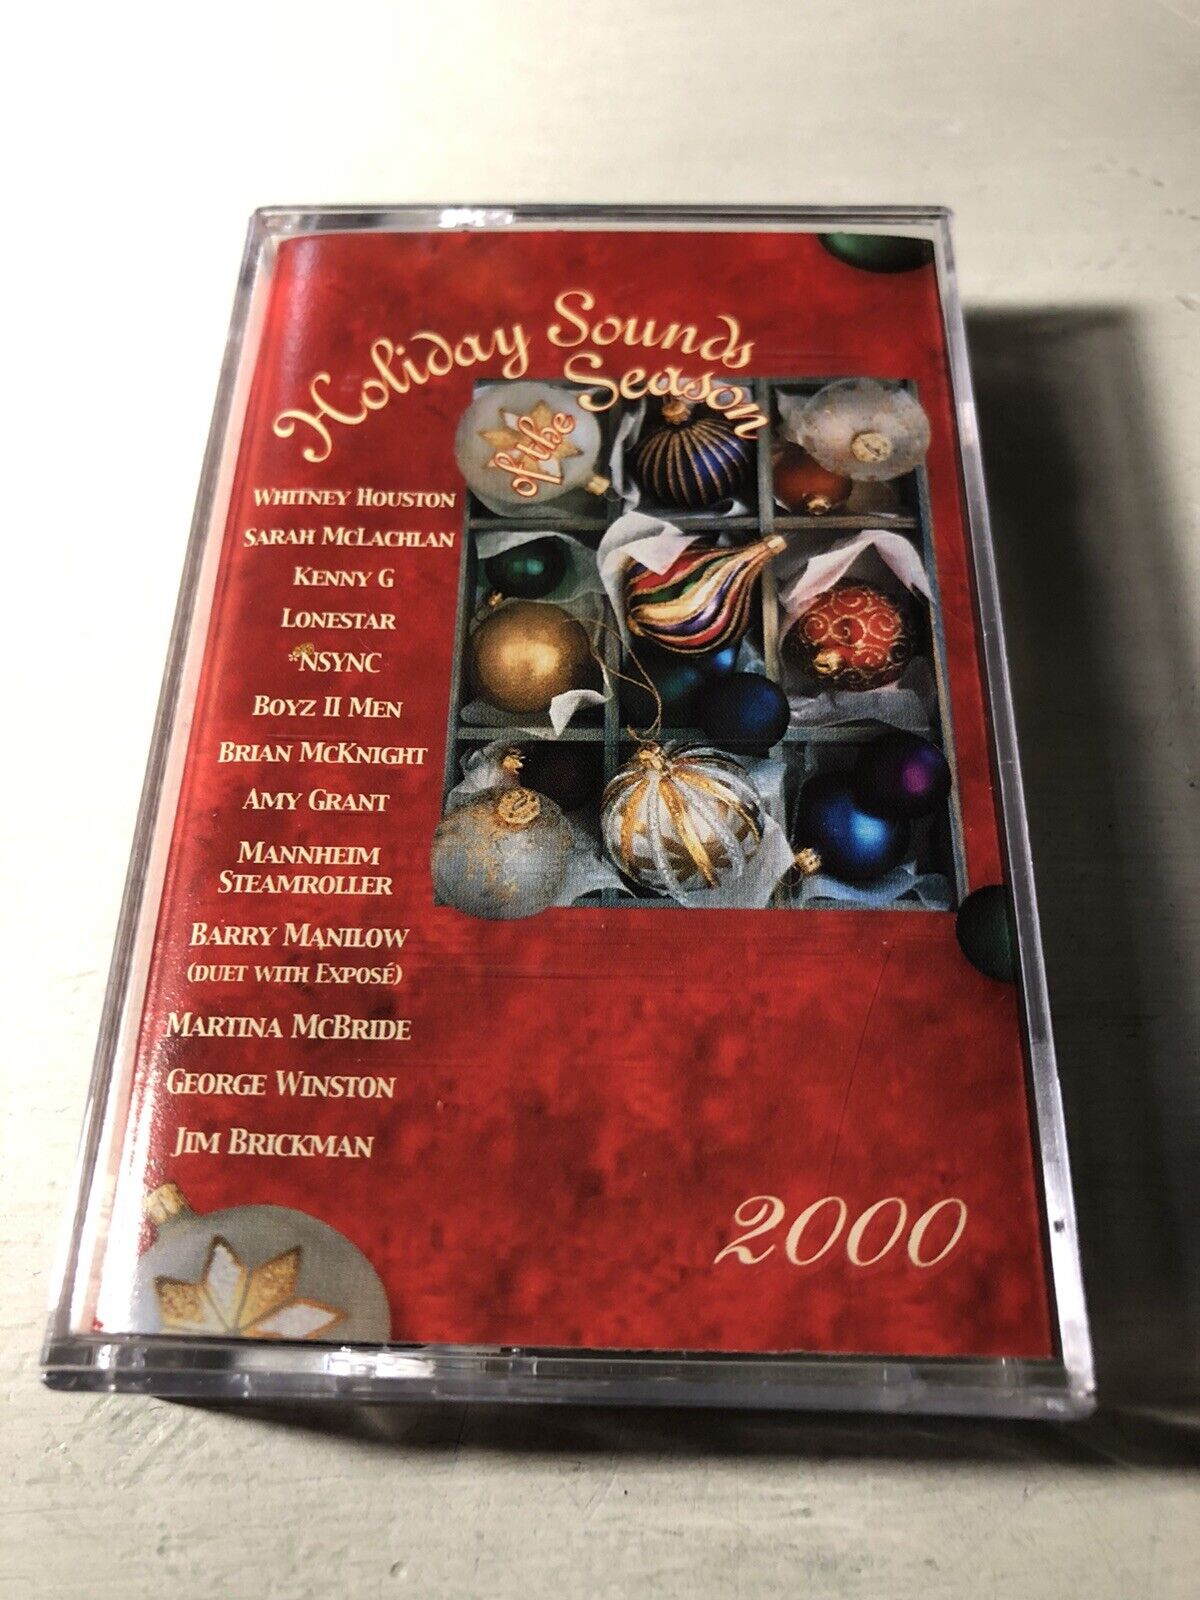 Holiday Sounds
of the Season
WHITNEY HOUSTON
SARAH MCLACHLAN
KENNY G
LONESTAR
*NSYNC
BOYZ II MEN
BRIAN MCKNIGHT
AMY GRANT
MANNHEIM
STEAMROLLER
BARRY MANILOW
(DUET WITH EXPOSÉ)
MARTINA MCBRIDE
GEORGE WINSTON
JIM BRICKMAN
2000